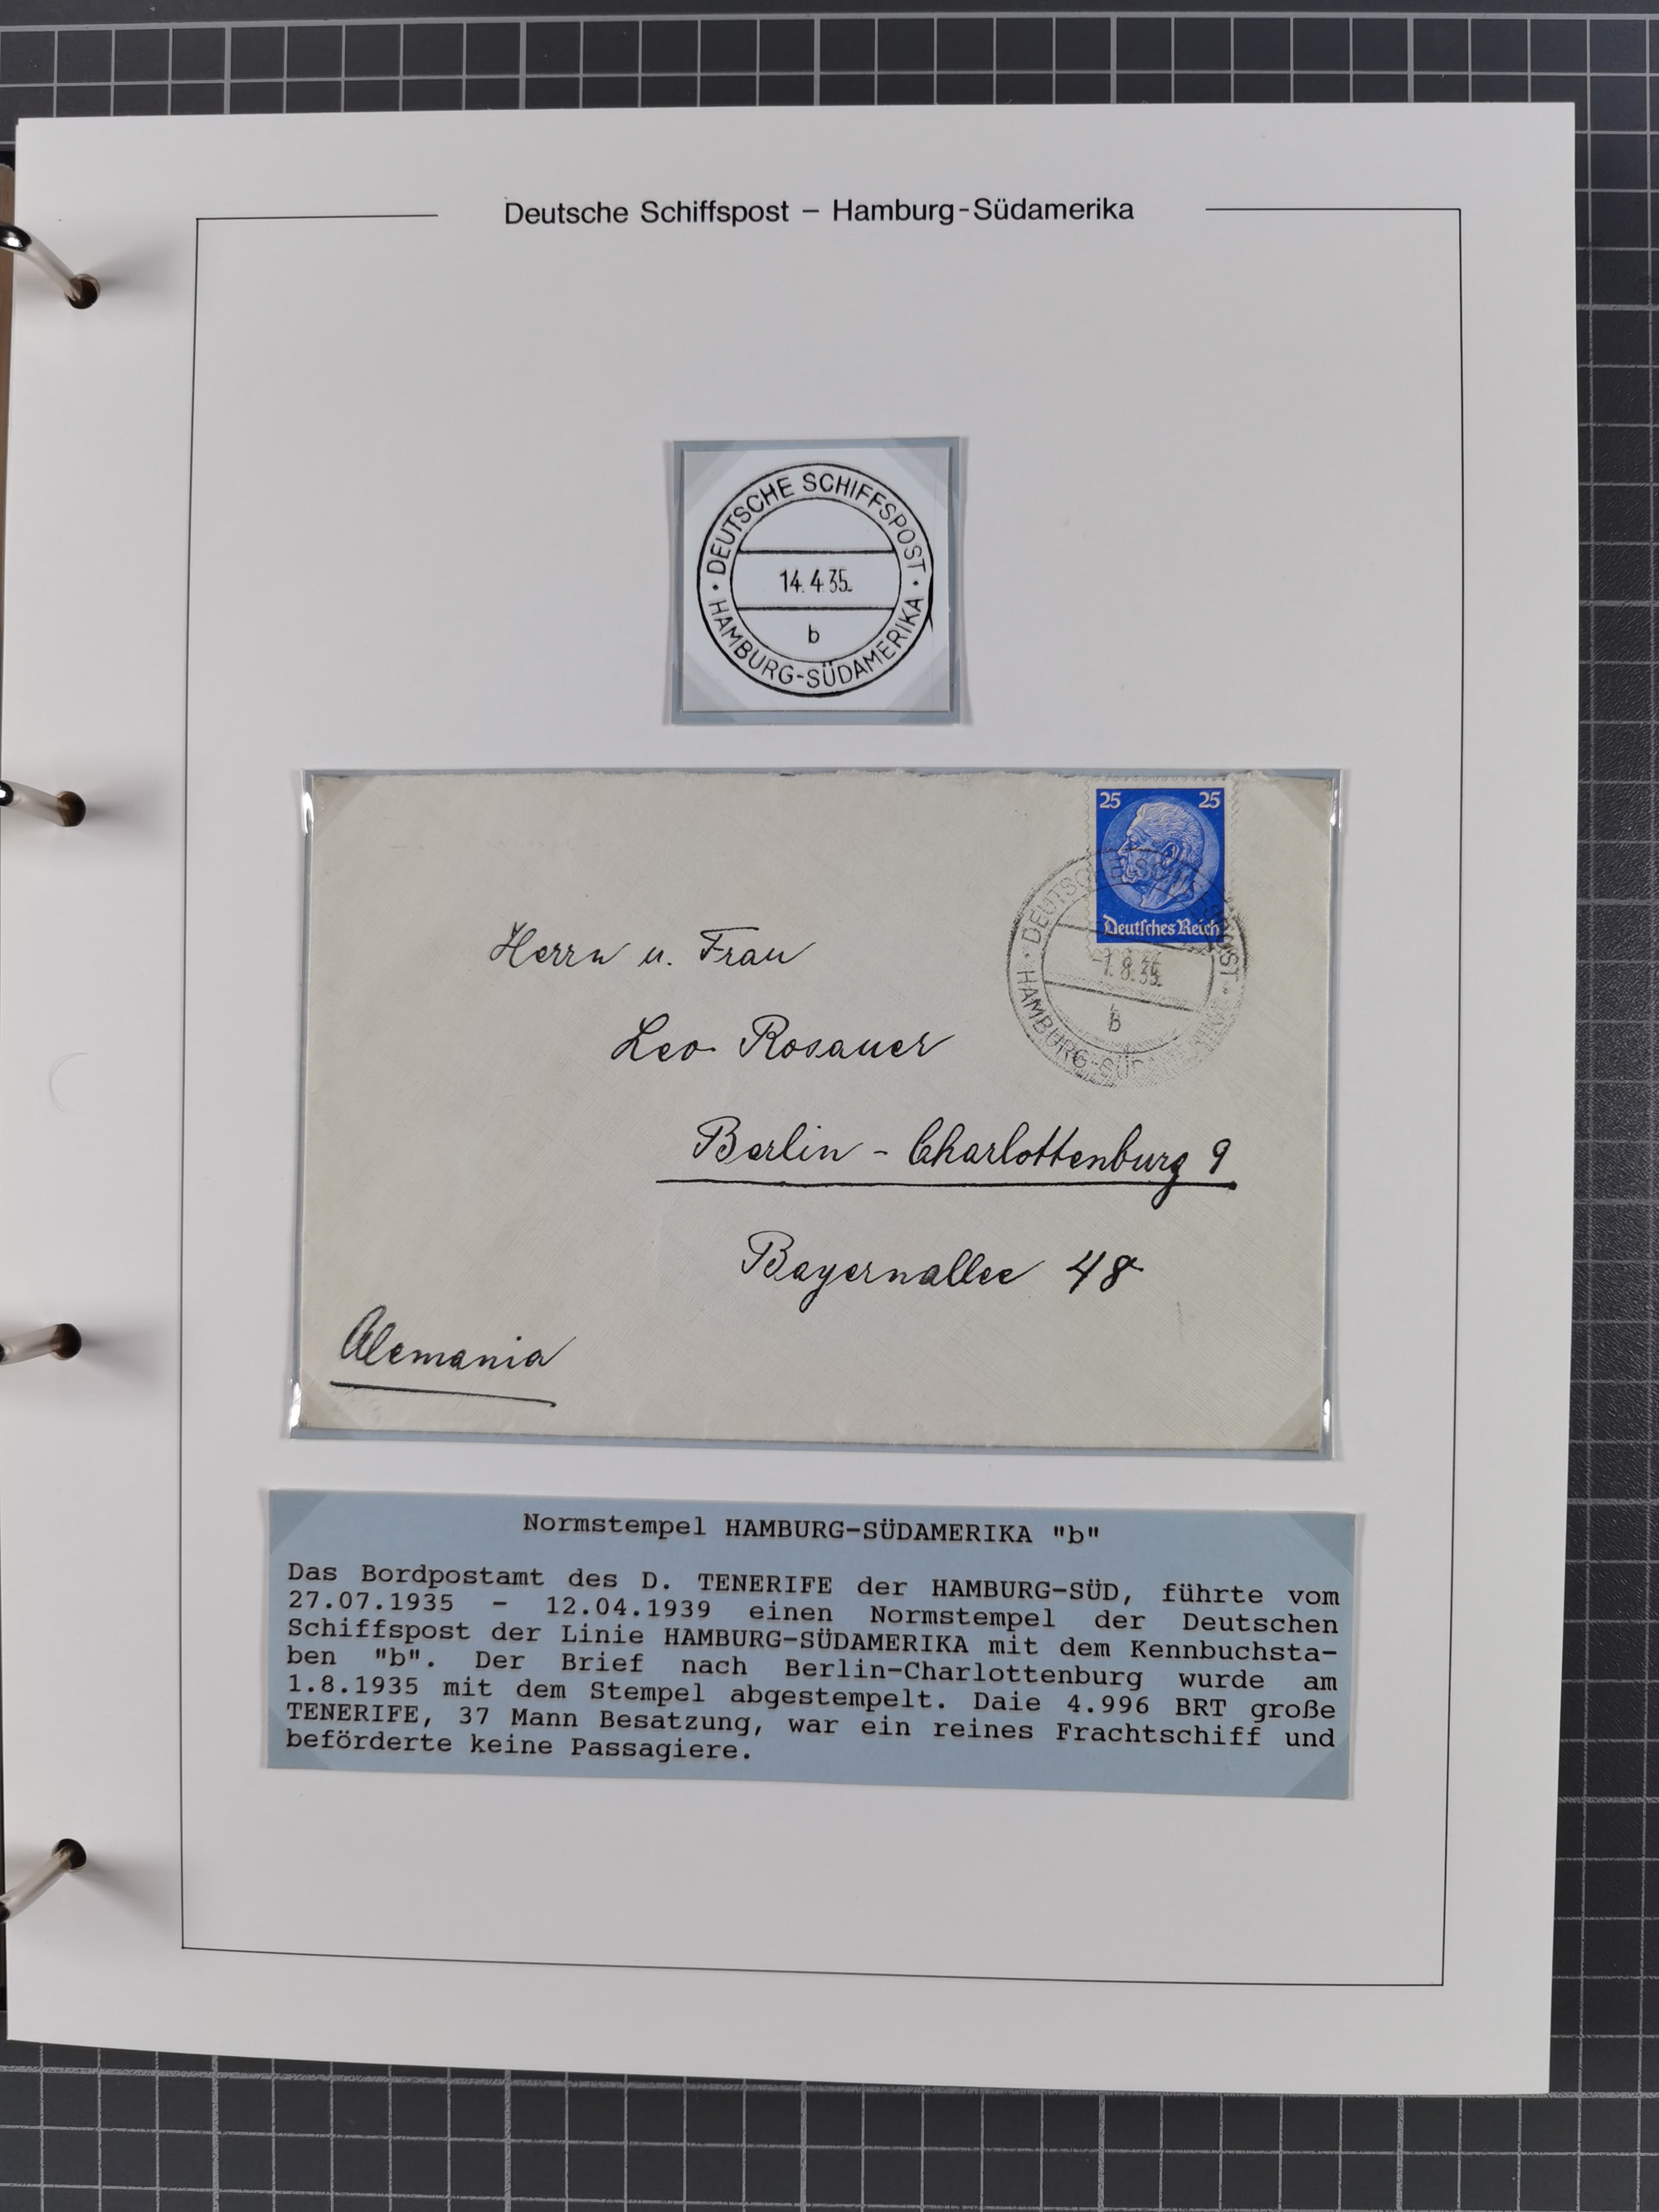 Deutsche Schiffspost – Hamburg-Südamerika
· DEUTSCHE SCHIFFSPOST ·
14.4.35.
b
HAMBURG-SÜDAMERIKA
25 25
Deutsches Reich
DEUTSCHE SCHIFFSPOST
-1.8.35.
b
HAMBURG-SÜDAMERIKA
Herrn u. Frau
Leo Rosauer
Berlin - Charlottenburg 9
Bayernallee 48
Alemania
Normstempel HAMBURG-SÜDAMERIKA "b"
Das Bordpostamt des D. TENERIFE der HAMBURG-SÜD, führte vom
27.07.1935 - 12.04.1939 einen Normstempel der Deutschen
Schiffspost der Linie HAMBURG-SÜDAMERIKA mit dem Kennbuchsta-
ben "b". Der Brief nach Berlin-Charlottenburg wurde am
1.8.1935 mit dem Stempel abgestempelt. Daie 4.996 BRT große
TENERIFE, 37 Mann Besatzung, war ein reines Frachtschiff und
beförderte keine Passagiere.